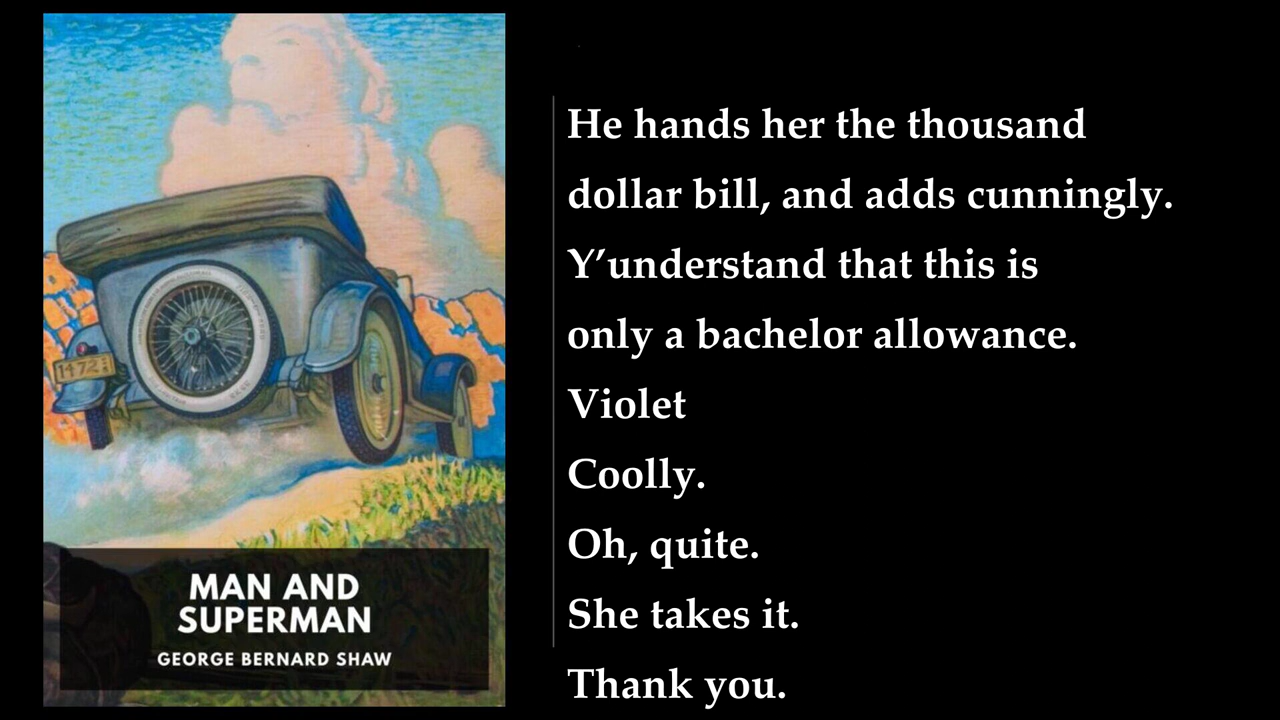 He hands her the thousand
dollar bill, and adds cunningly.
Y’understand that this is
only a bachelor allowance.
Violet
Coolly.
Oh, quite.
She takes it.
Thank you.
1472
MAN AND
SUPERMAN
GEORGE BERNARD SHAW